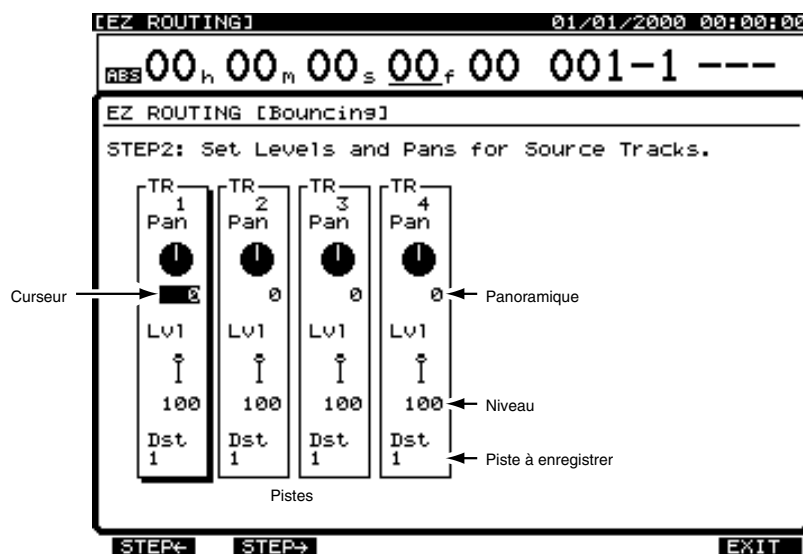 [EZ ROUTING] 01/01/2000 00:00:00
ABS 00h 00m 00s 00f 00 001-1 ---
EZ ROUTING [Bouncing]
STEP2: Set Levels and Pans for Source Tracks.
TR TR TR TR
1 2 3 4
Pan Pan Pan Pan
Curseur 0 0 0 0 Panoramique
Lvl Lvl Lvl Lvl
100 100 100 100 Niveau
Dst Dst Dst Dst
1 1 1 1 Piste à enregistrer
Pistes
STEP← STEP→ EXIT